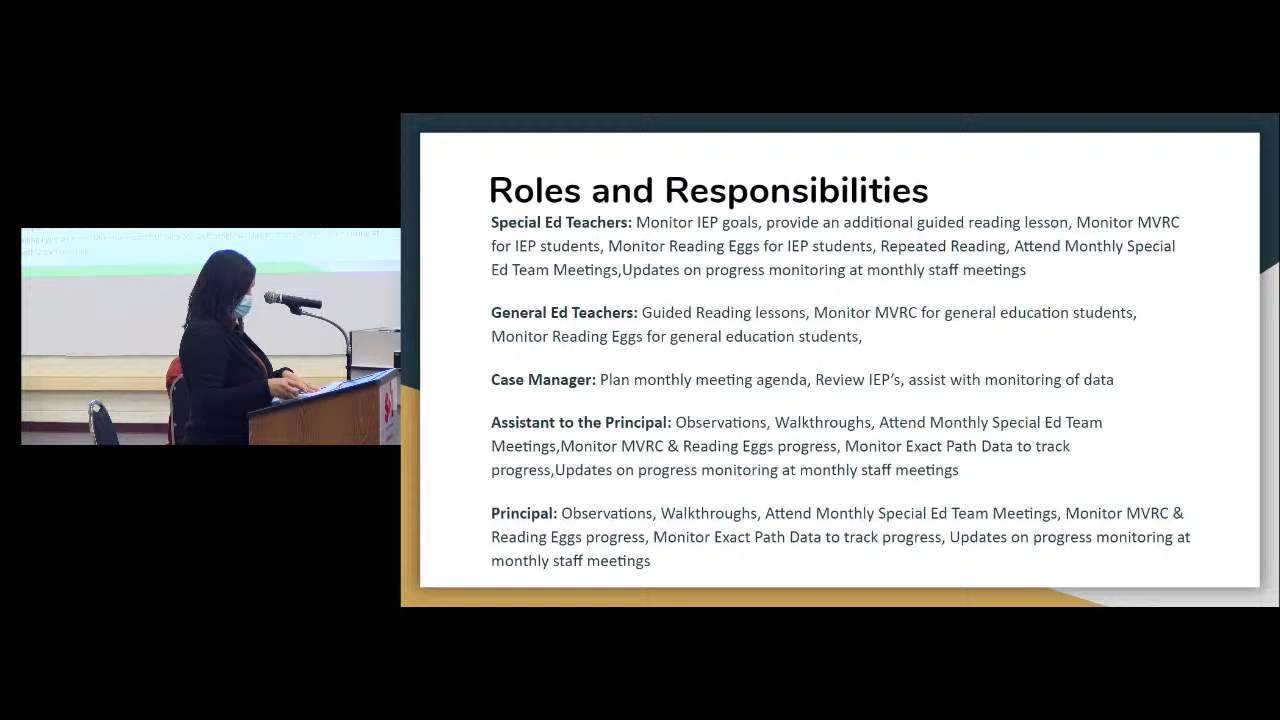 Roles and Responsibilities
Special Ed Teachers: Monitor IEP goals, provide an additional guided reading lesson, Monitor MVRC
for IEP students, Monitor Reading Eggs for IEP students, Repeated Reading, Attend Monthly Special
Ed Team Meetings,Updates on progress monitoring at monthly staff meetings
General Ed Teachers: Guided Reading lessons, Monitor MVRC for general education students,
Monitor Reading Eggs for general education students,
Case Manager: Plan monthly meeting agenda, Review IEP’s, assist with monitoring of data
Assistant to the Principal: Observations, Walkthroughs, Attend Monthly Special Ed Team
Meetings,Monitor MVRC & Reading Eggs progress, Monitor Exact Path Data to track
progress,Updates on progress monitoring at monthly staff meetings
Principal: Observations, Walkthroughs, Attend Monthly Special Ed Team Meetings, Monitor MVRC &
Reading Eggs progress, Monitor Exact Path Data to track progress, Updates on progress monitoring at
monthly staff meetings